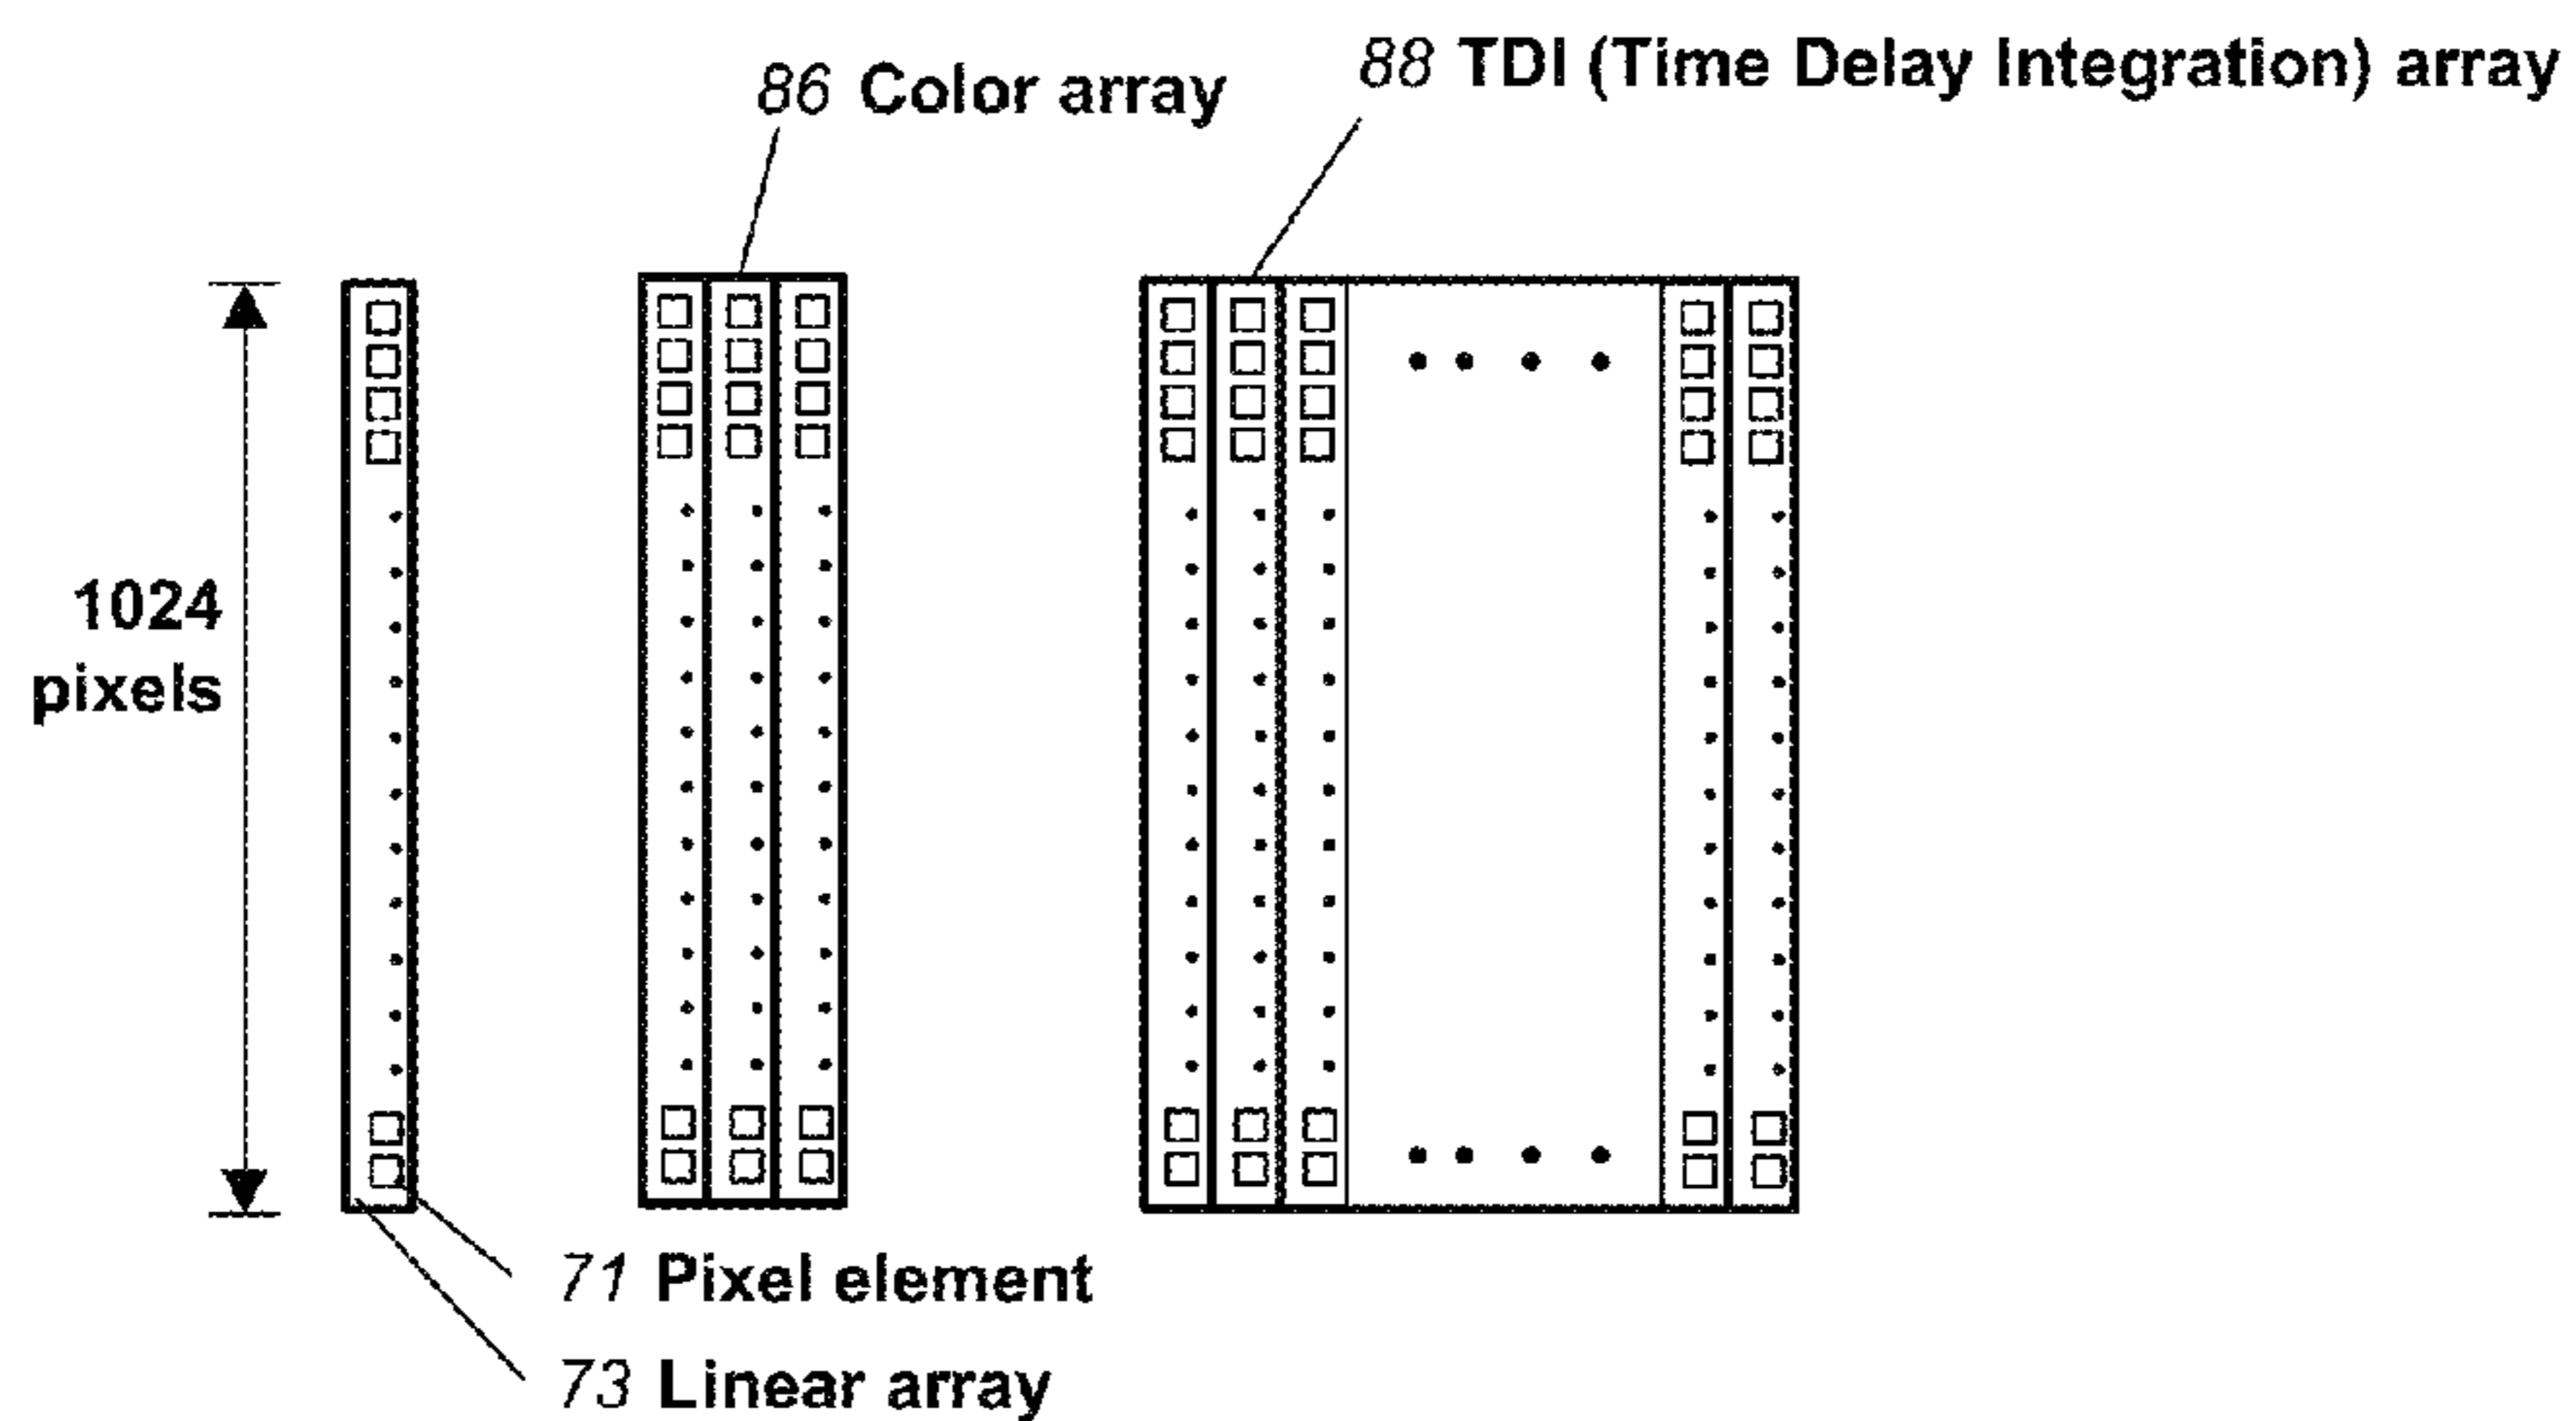 86 Color array
88 TDI (Time Delay Integration) array
1024
pixels
71 Pixel element
73 Linear array